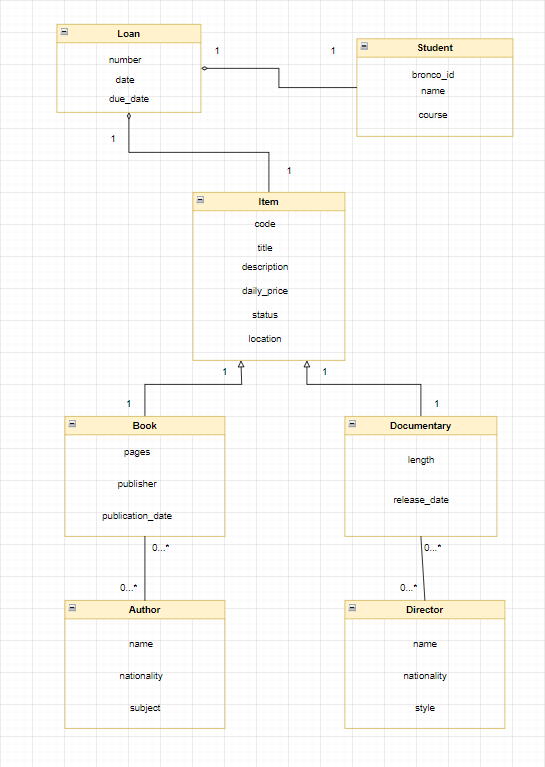 Loan
number
date
due_date
1
1
Student
bronco_id
name
course
1
1
Item
code
title
description
daily_price
status
location
1
1
1
1
Book
pages
publisher
publication_date
Documentary
length
release_date
0...*
0...*
0...*
0...*
Author
name
nationality
subject
Director
name
nationality
style